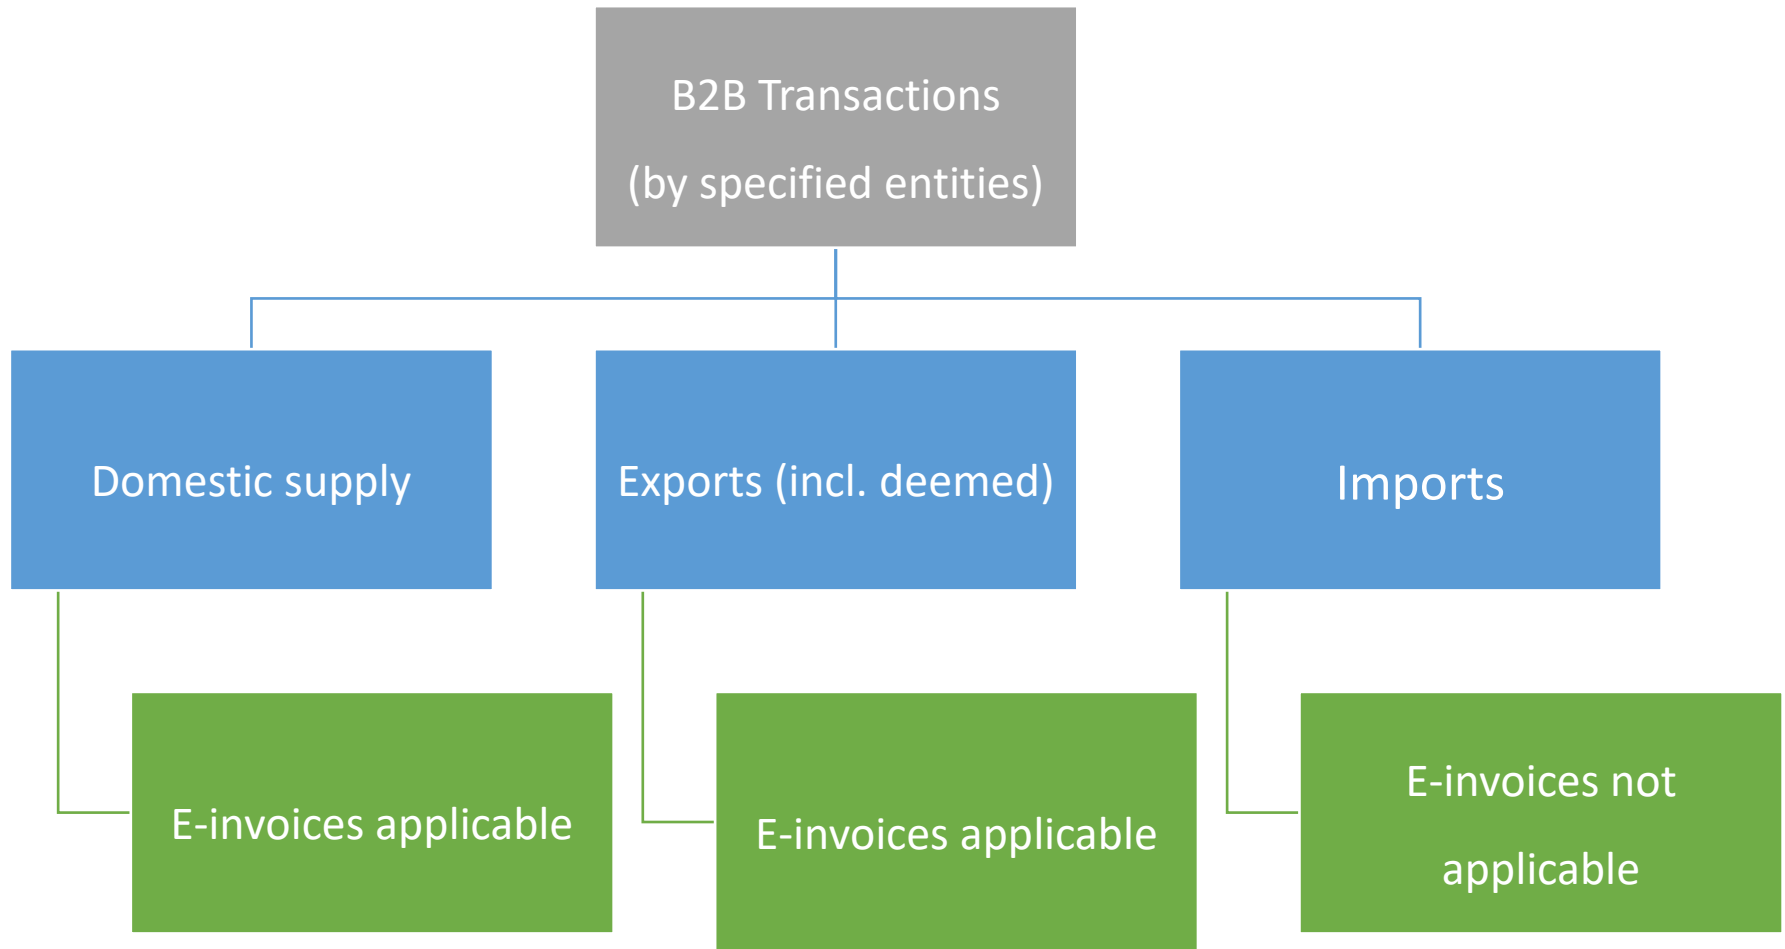 B2B Transactions
(by specified entities)
Domestic supply
Exports (incl. deemed)
Imports
E-invoices applicable
E-invoices applicable
E-invoices not
applicable